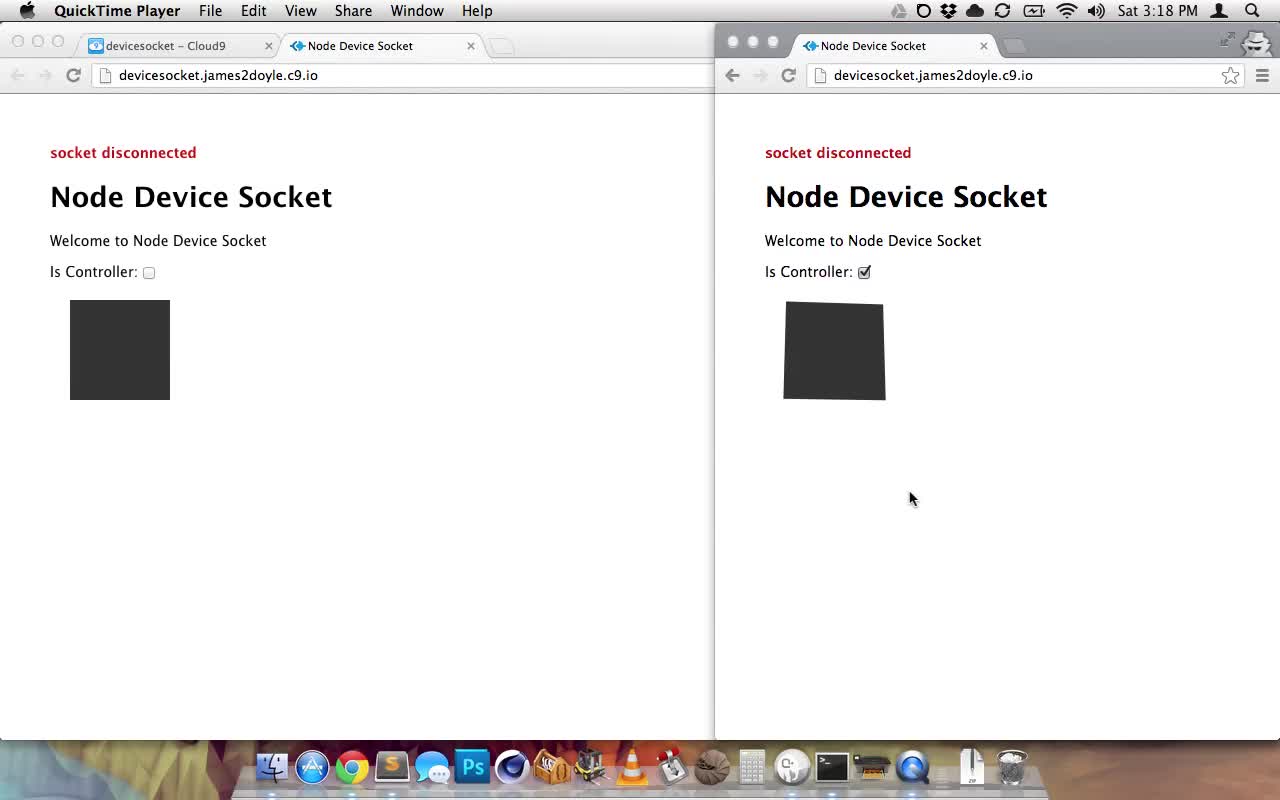 QuickTime Player File Edit View Share Window Help Sat 3:18 PM
devicesocket – Cloud9 Node Device Socket
devicesocket.james2doyle.c9.io
socket disconnected
Node Device Socket
Welcome to Node Device Socket
Is Controller:
Node Device Socket
devicesocket.james2doyle.c9.io
socket disconnected
Node Device Socket
Welcome to Node Device Socket
Is Controller:
Ps
S
ZIP